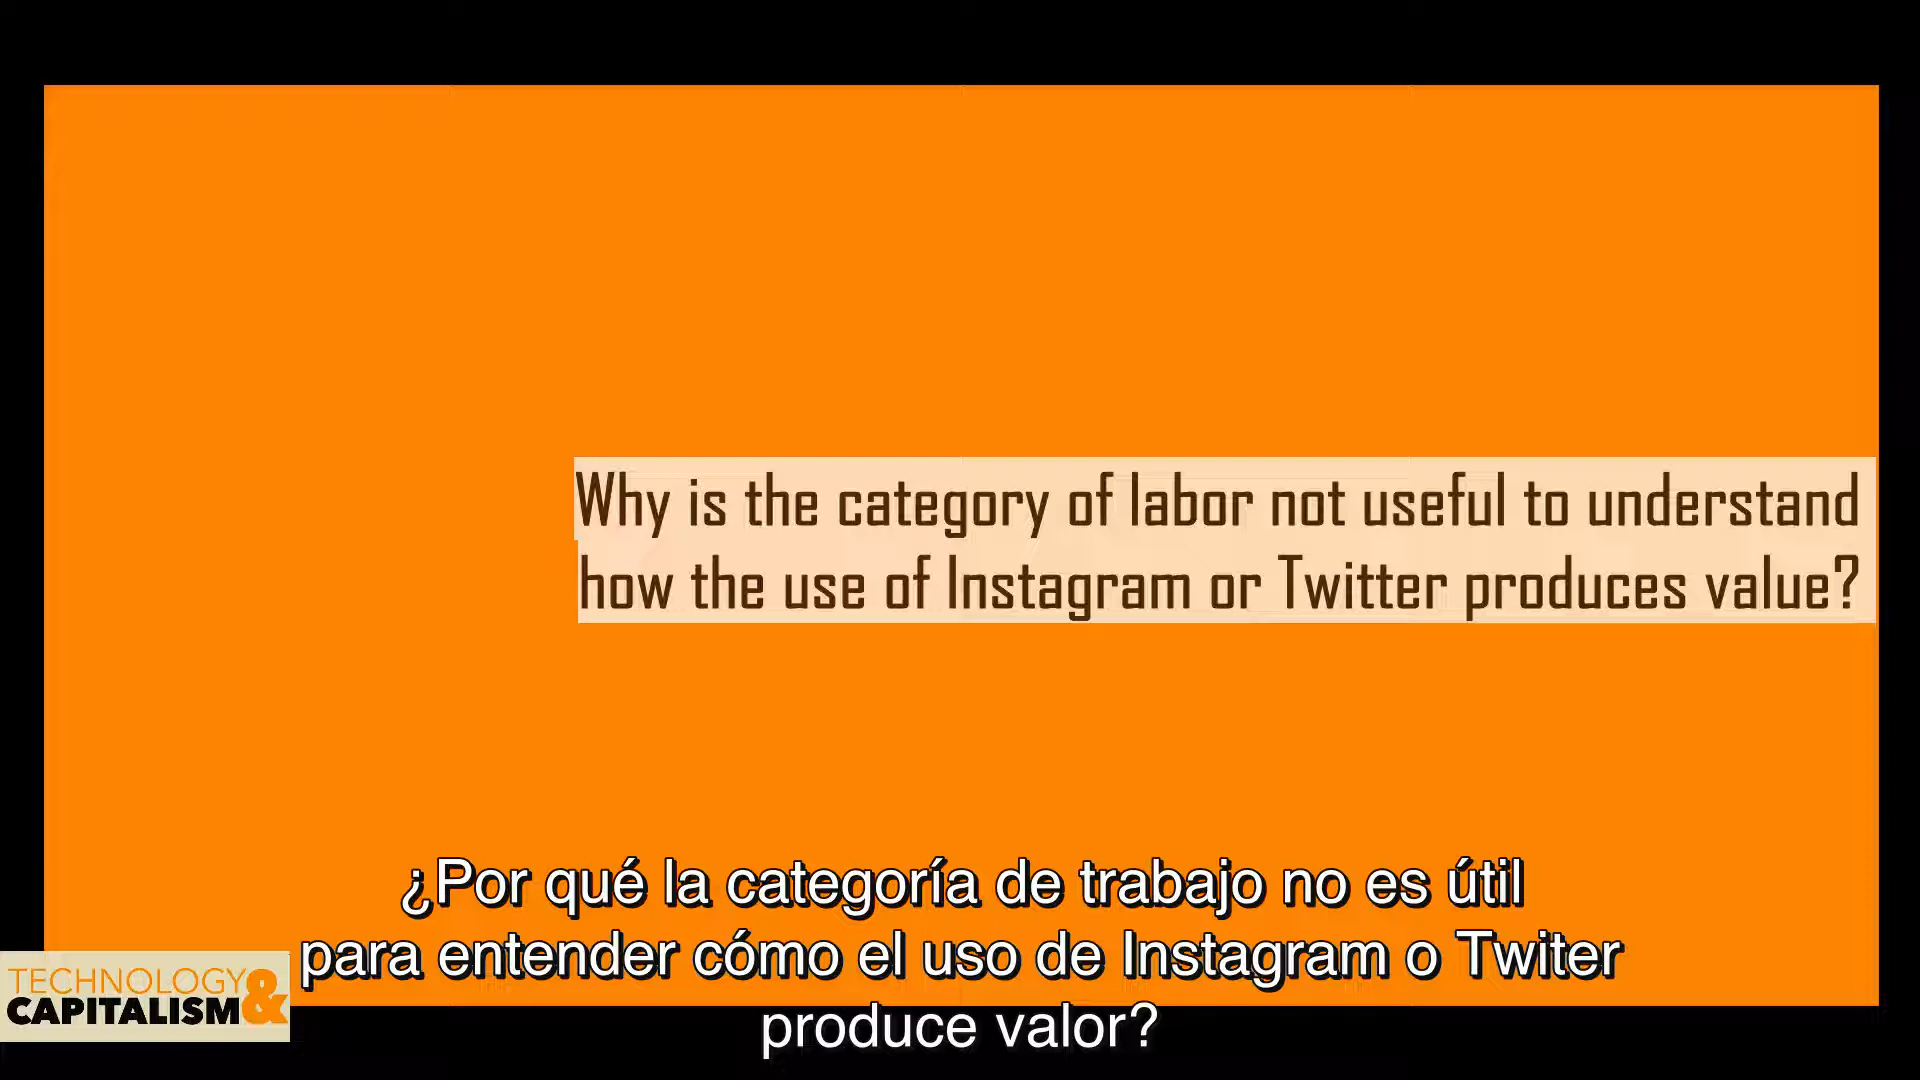 Why is the category of labor not useful to understand
how the use of Instagram or Twitter produces value?
¿Por qué la categoría de trabajo no es útil
para entender cómo el uso de Instagram o Twiter
produce valor?
TECHNOLOGY&
CAPITALISM